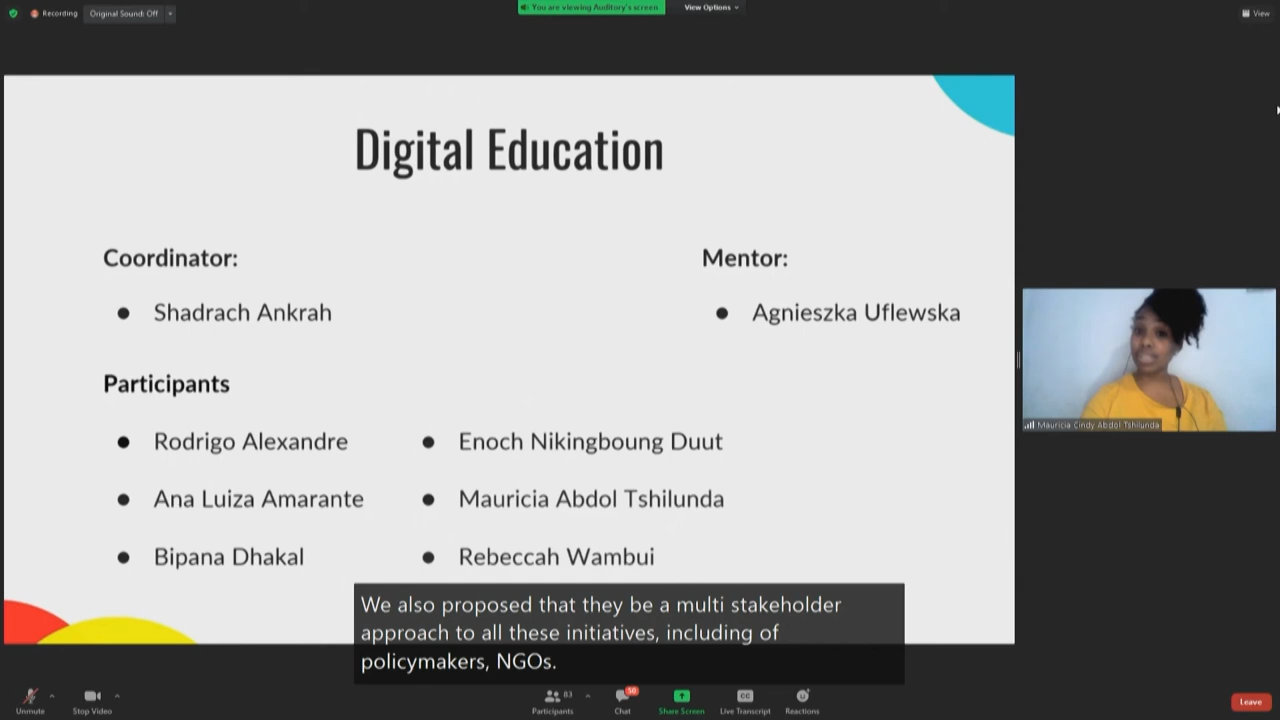 Recording
Original Sound: Off
You are viewing Auditory's screen
View Options
View
Digital Education
Coordinator:
Mentor:
Shadrach Ankrah
Agnieszka Uflewska
Participants
Rodrigo Alexandre
Enoch Nikingboung Duut
Ana Luiza Amarante
Mauricia Abdol Tshilunda
Bipana Dhakal
Rebeccah Wambui
Mauricia Cindy Abdol Tshilunda
We also proposed that they be a multi stakeholder
approach to all these initiatives, including of
policymakers, NGOs.
Unmute
Stop Video
Participants
83
Chat
Share Screen
CC
Live Transcript
Reactions
Leave